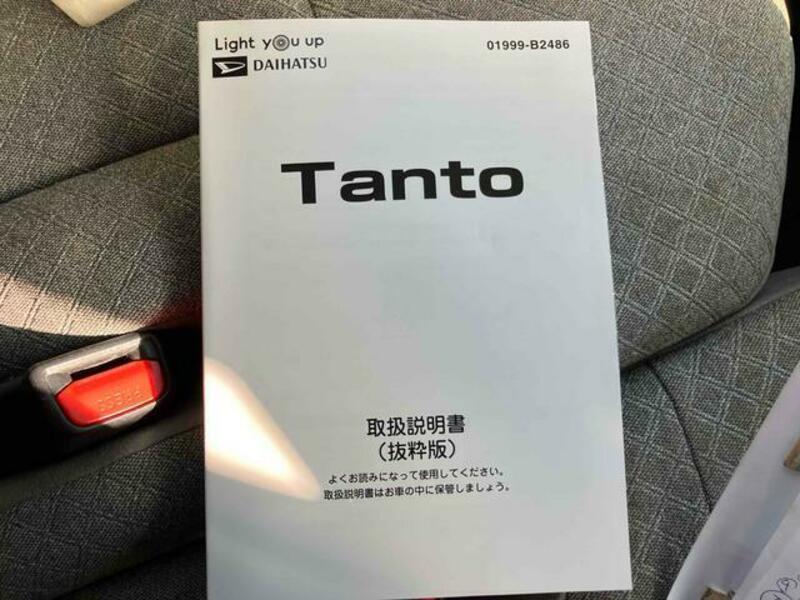 Light you up
DAIHATSU
01999-B2486
Tanto
取扱説明書
(抜粋版)
よくお読みになって使用してください。
取扱説明書はお車の中に保管しましょう。
PRESS